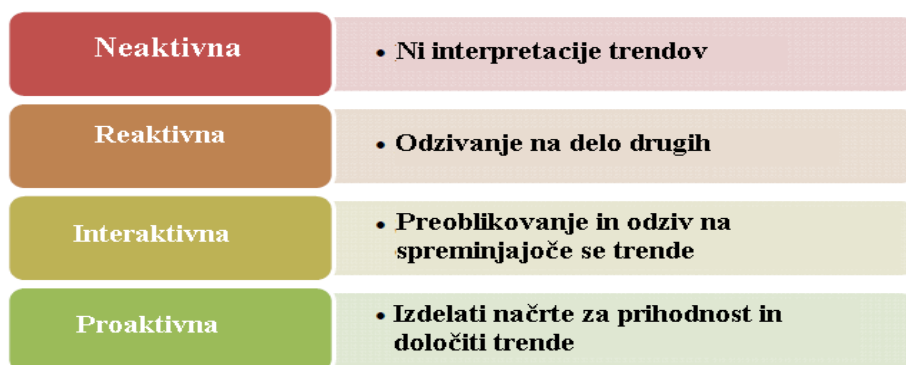 Neaktivna
• Ni interpretacije trendov
Reaktivna
• Odzivanje na delo drugih
Interaktivna
• Preoblikovanje in odziv na
spreminjajoče se trende
Proaktivna
• Izdelati načrte za prihodnost in
določiti trende